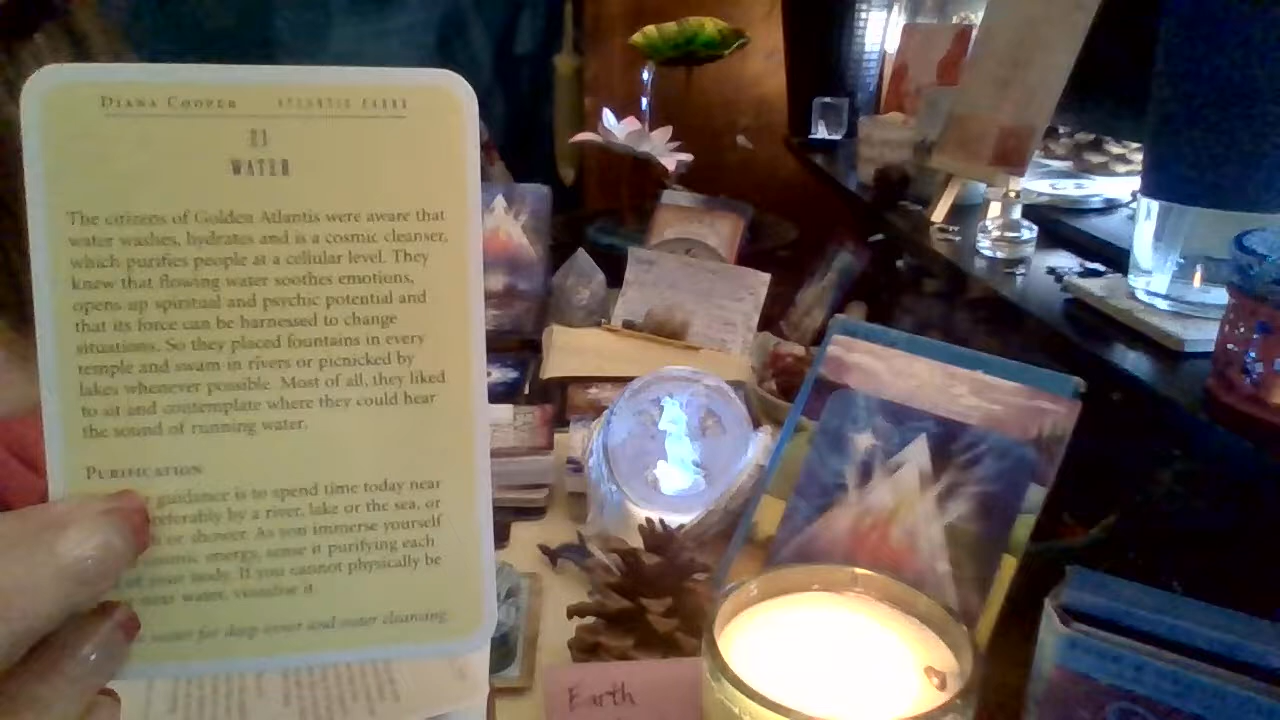 DIANA COOPER ATLANTIS CARDS
21
WATER
The citizens of Golden Atlantis were aware that
water washes, hydrates and is a cosmic cleanser,
which purifies people at a cellular level. They
knew that flowing water soothes emotions,
opens up spiritual and psychic potential and
that its force can be harnessed to change
situations. So they placed fountains in every
temple and swam in rivers or picnicked by
lakes whenever possible. Most of all, they liked
to sit and contemplate where they could hear
the sound of running water.
PURIFICATION
guidance is to spend time today near
preferably by a river, lake or the sea, or
or shower. As you immerse yourself
cosmic energy, sense it purifying each
of your body. If you cannot physically be
near water, visualise it.
water for deep inner and outer cleansing.
Earth